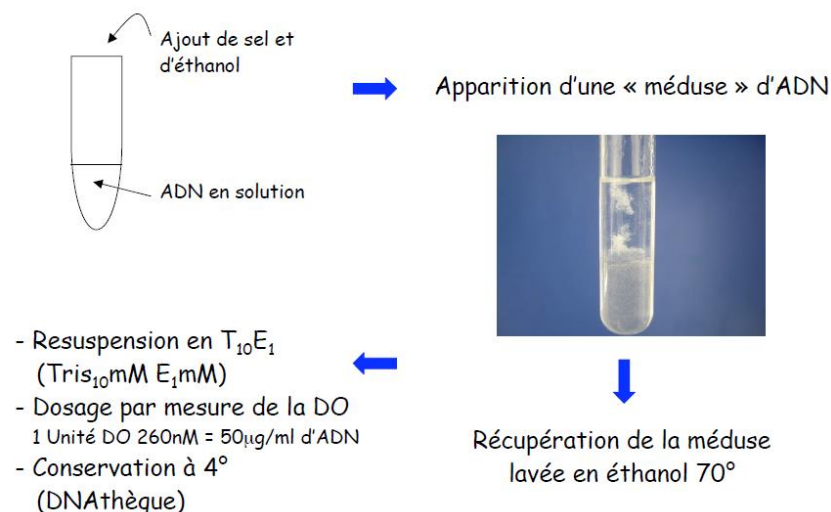 Ajout de sel et
d'éthanol
ADN en solution
Apparition d'une « méduse » d'ADN
Récupération de la méduse
lavée en éthanol 70°
- Resuspension en T10E1
(Tris10mM E1mM)
- Dosage par mesure de la DO
1 Unité DO 260nM = 50µg/ml d'ADN
- Conservation à 4°
(DNAthèque)